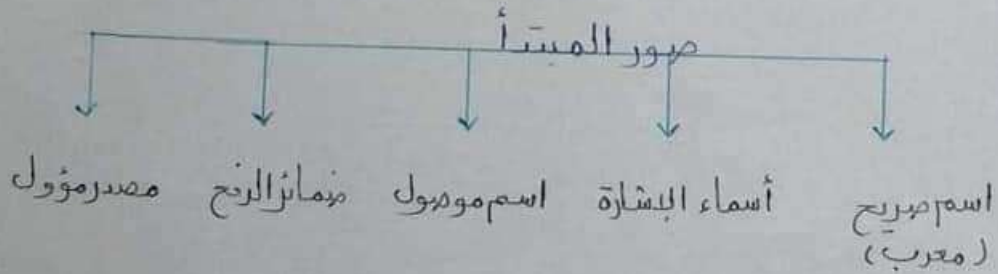 صور المبتدأ
اسم صريح أسماء الإشارة اسم موصول ضمائر الرفع مصدر مؤول
(معرب)